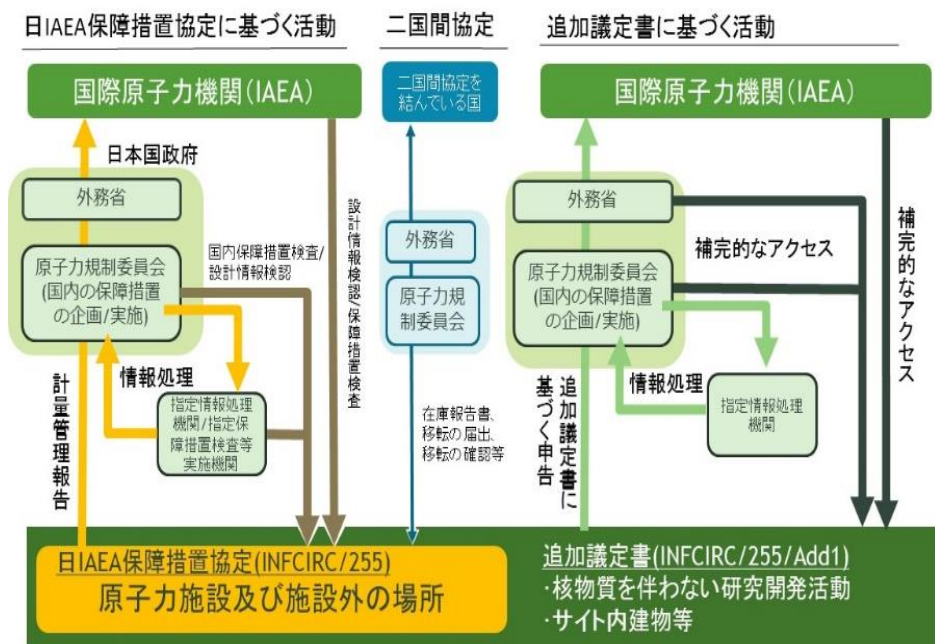 日IAEA保障措置協定に基づく活動
二国間協定
追加議定書に基づく活動
国際原子力機関(IAEA)
二国間協定を
結んでいる国
国際原子力機関(IAEA)
日本国政府
外務省
原子力規制委員会
(国内の保障措置
の企画/実施)
国内保障措置検査/
設計情報検認
設計情報検認/保障措置検査
情報処理
指定情報処理
機関/指定保
障措置検査等
実施機関
計量管理報告
外務省
原子力規
制委員会
在庫報告書、
移転の届出、
移転の確認等
外務省
原子力規制委員会
(国内の保障措置
の企画/実施)
補完的なアクセス
補完的なアクセス
情報処理
指定情報処理
機関
追加議定書に
基づく申告
日IAEA保障措置協定(INFCIRC/255)
原子力施設及び施設外の場所
追加議定書(INFCIRC/255/Add1)
・核物質を伴わない研究開発活動
・サイト内建物等